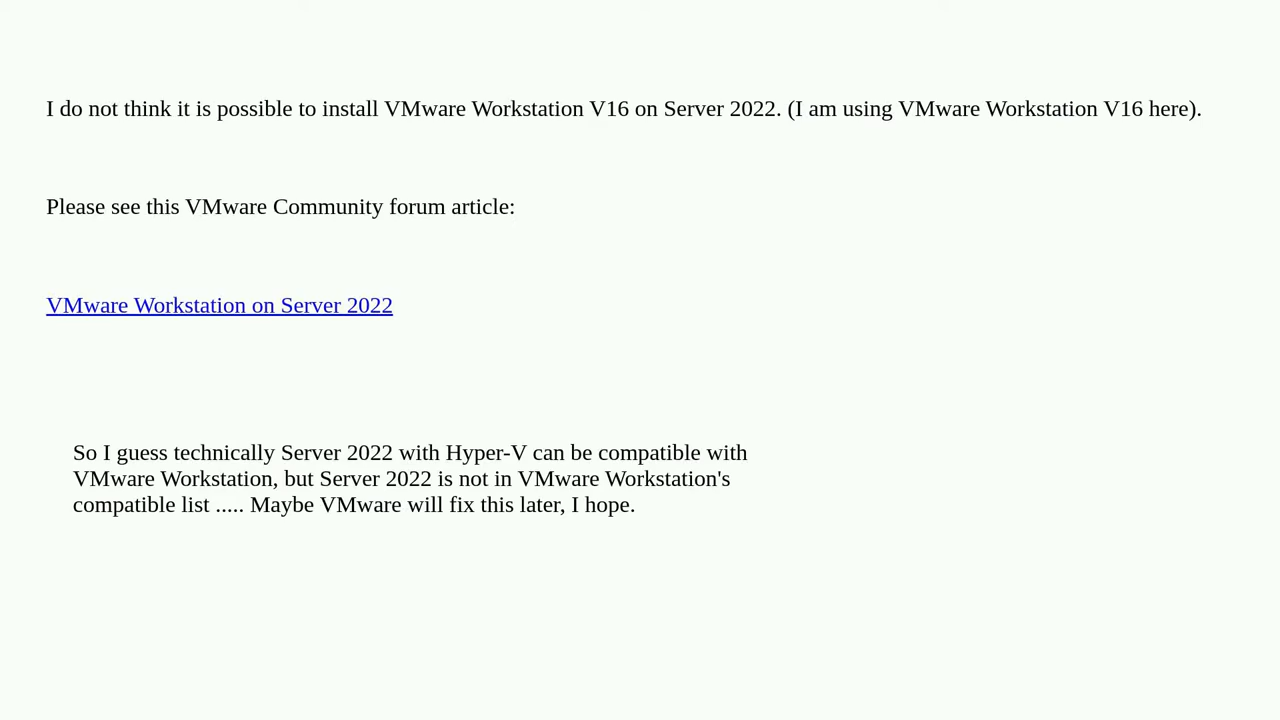 I do not think it is possible to install VMware Workstation V16 on Server 2022. (I am using VMware Workstation V16 here).
Please see this VMware Community forum article:
VMware Workstation on Server 2022
So I guess technically Server 2022 with Hyper-V can be compatible with
VMware Workstation, but Server 2022 is not in VMware Workstation's
compatible list ..... Maybe VMware will fix this later, I hope.